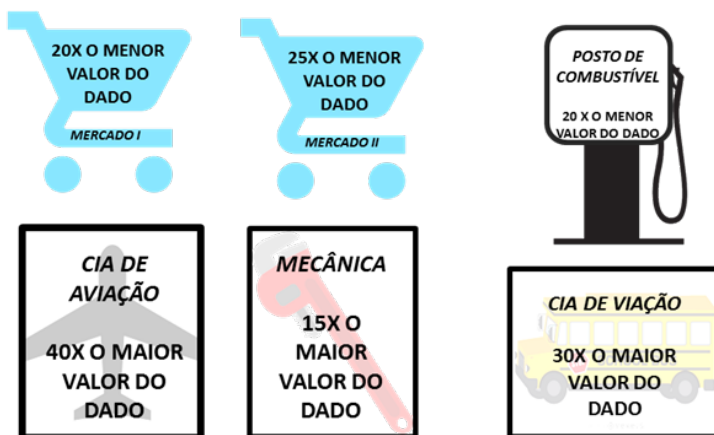 20X O MENOR
VALOR DO
DADO
MERCADO I
25X O MENOR
VALOR DO
DADO
MERCADO II
POSTO DE
COMBUSTÍVEL
20 X O MENOR
VALOR DO DADO
CIA DE
AVIAÇÃO
40X O MAIOR
VALOR DO
DADO
MECÂNICA
15X O
MAIOR
VALOR DO
DADO
CIA DE VIAÇÃO
30X O MAIOR
VALOR DO
DADO